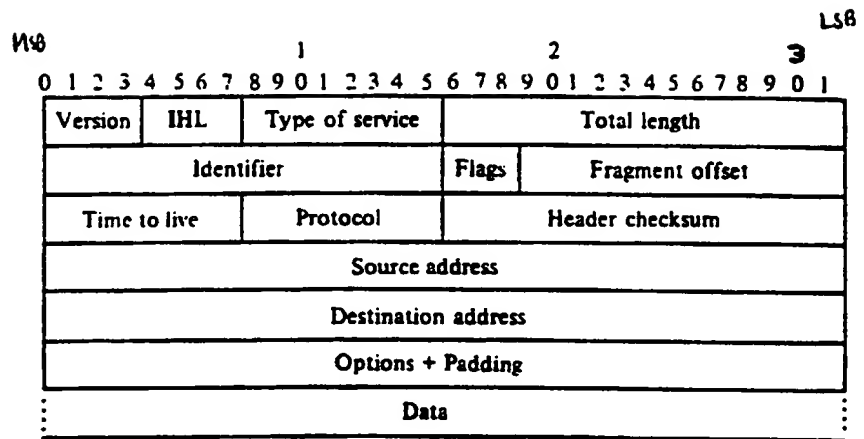 LSB
MSB
1 2 3
0 1 2 3 4 5 6 7 8 9 0 1 2 3 4 5 6 7 8 9 0 1 2 3 4 5 6 7 8 9 0 1
Version IHL Type of service Total length
Identifier Flags Fragment offset
Time to live Protocol Header checksum
Source address
Destination address
Options + Padding
Data